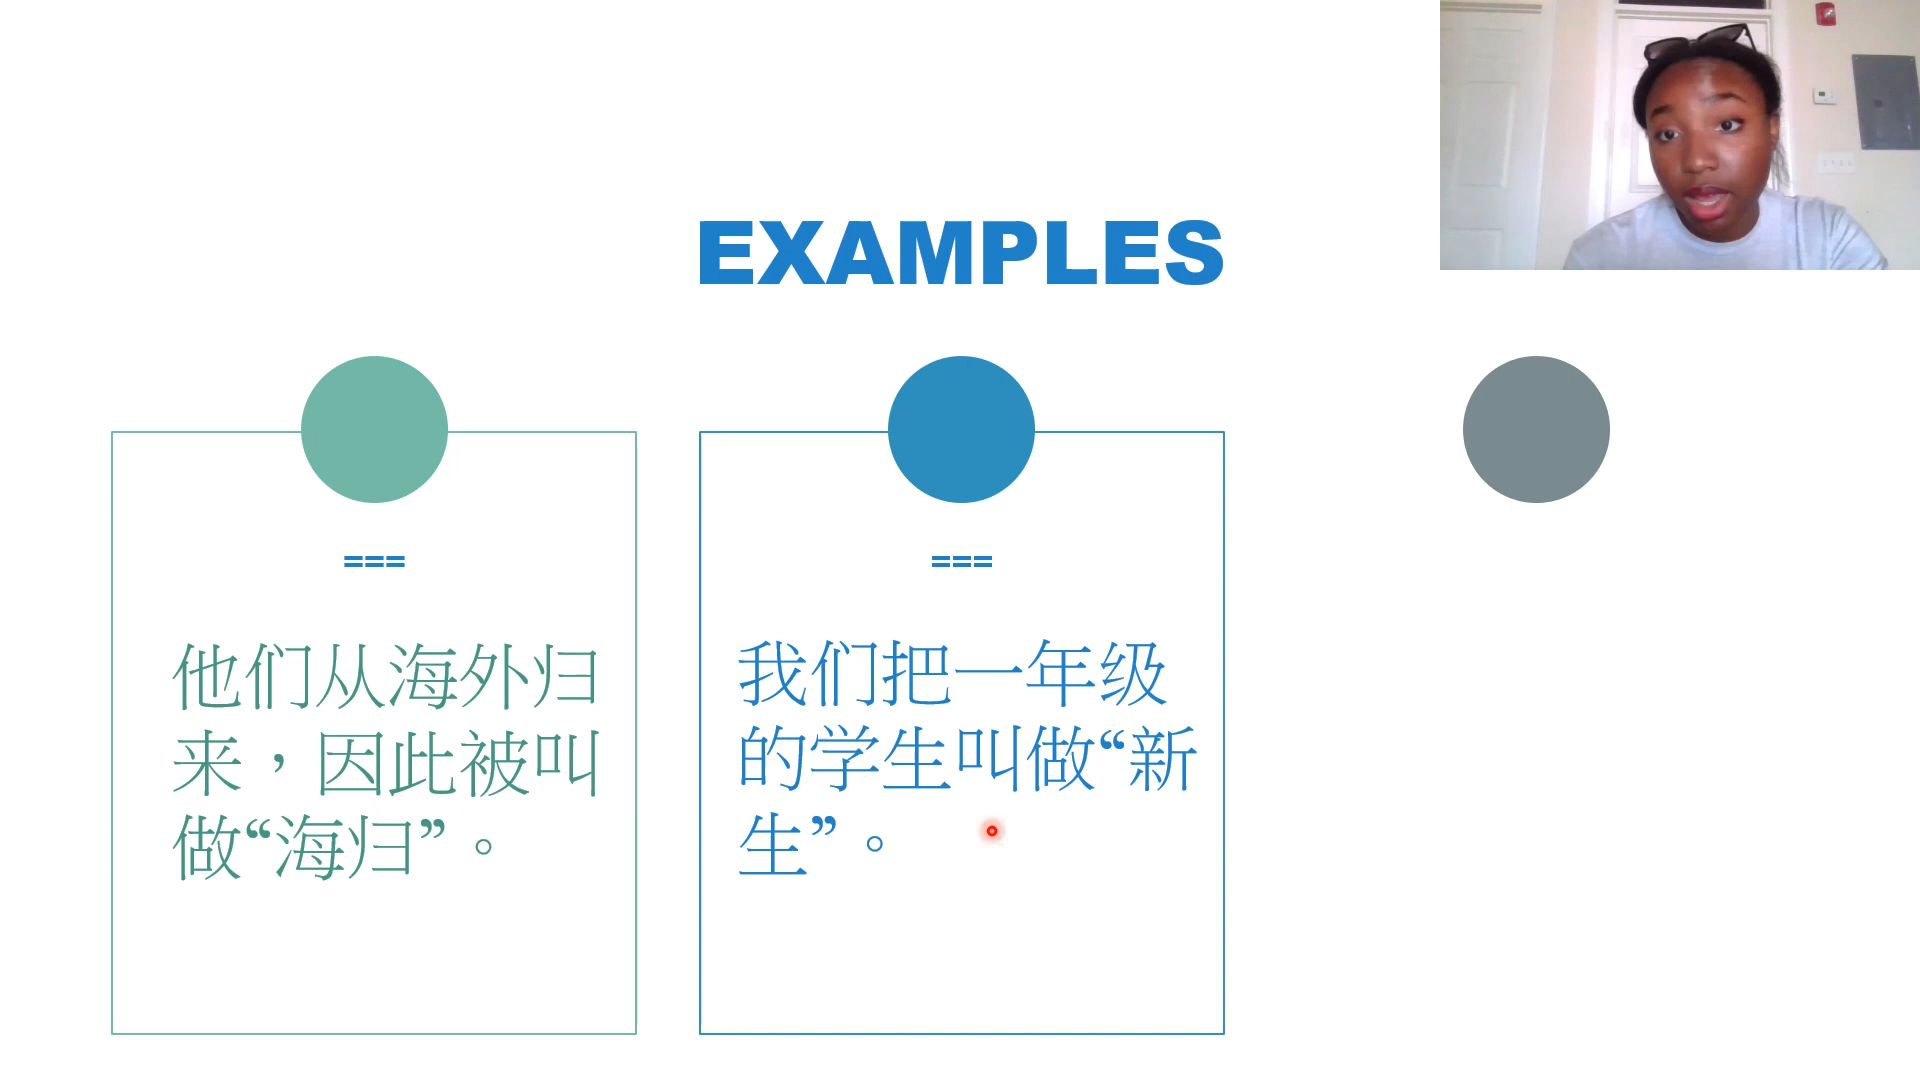 EXAMPLES
===
他们从海外归
来，因此被叫
做“海归”。
===
我们把一年级
的学生叫做“新
生”。